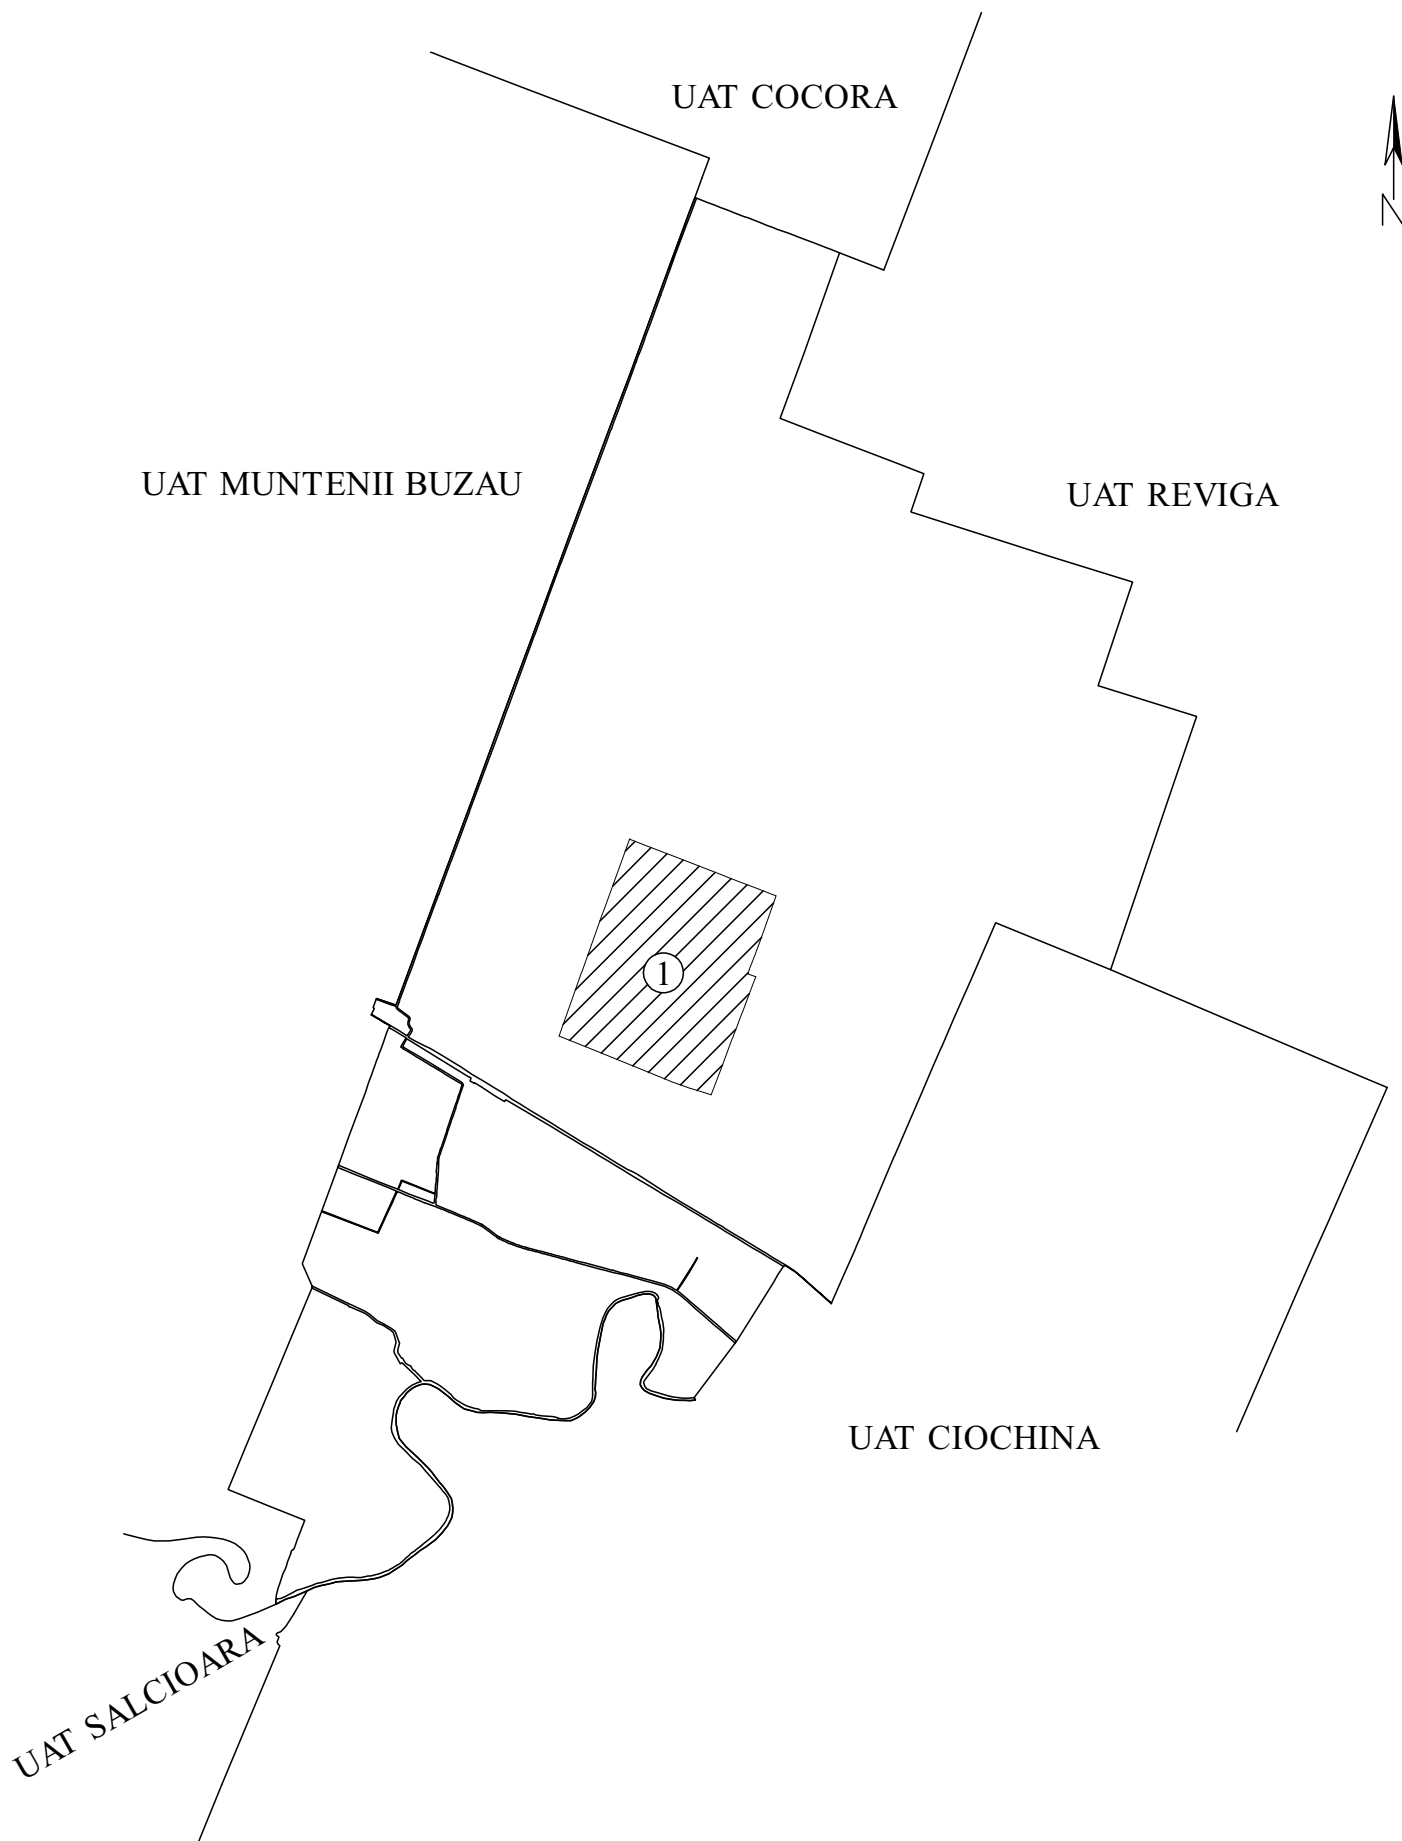 UAT COCORA
N
UAT MUNTENII BUZAU
UAT REVIGA
1
UAT CIOCHINA
UAT SALCIOARA